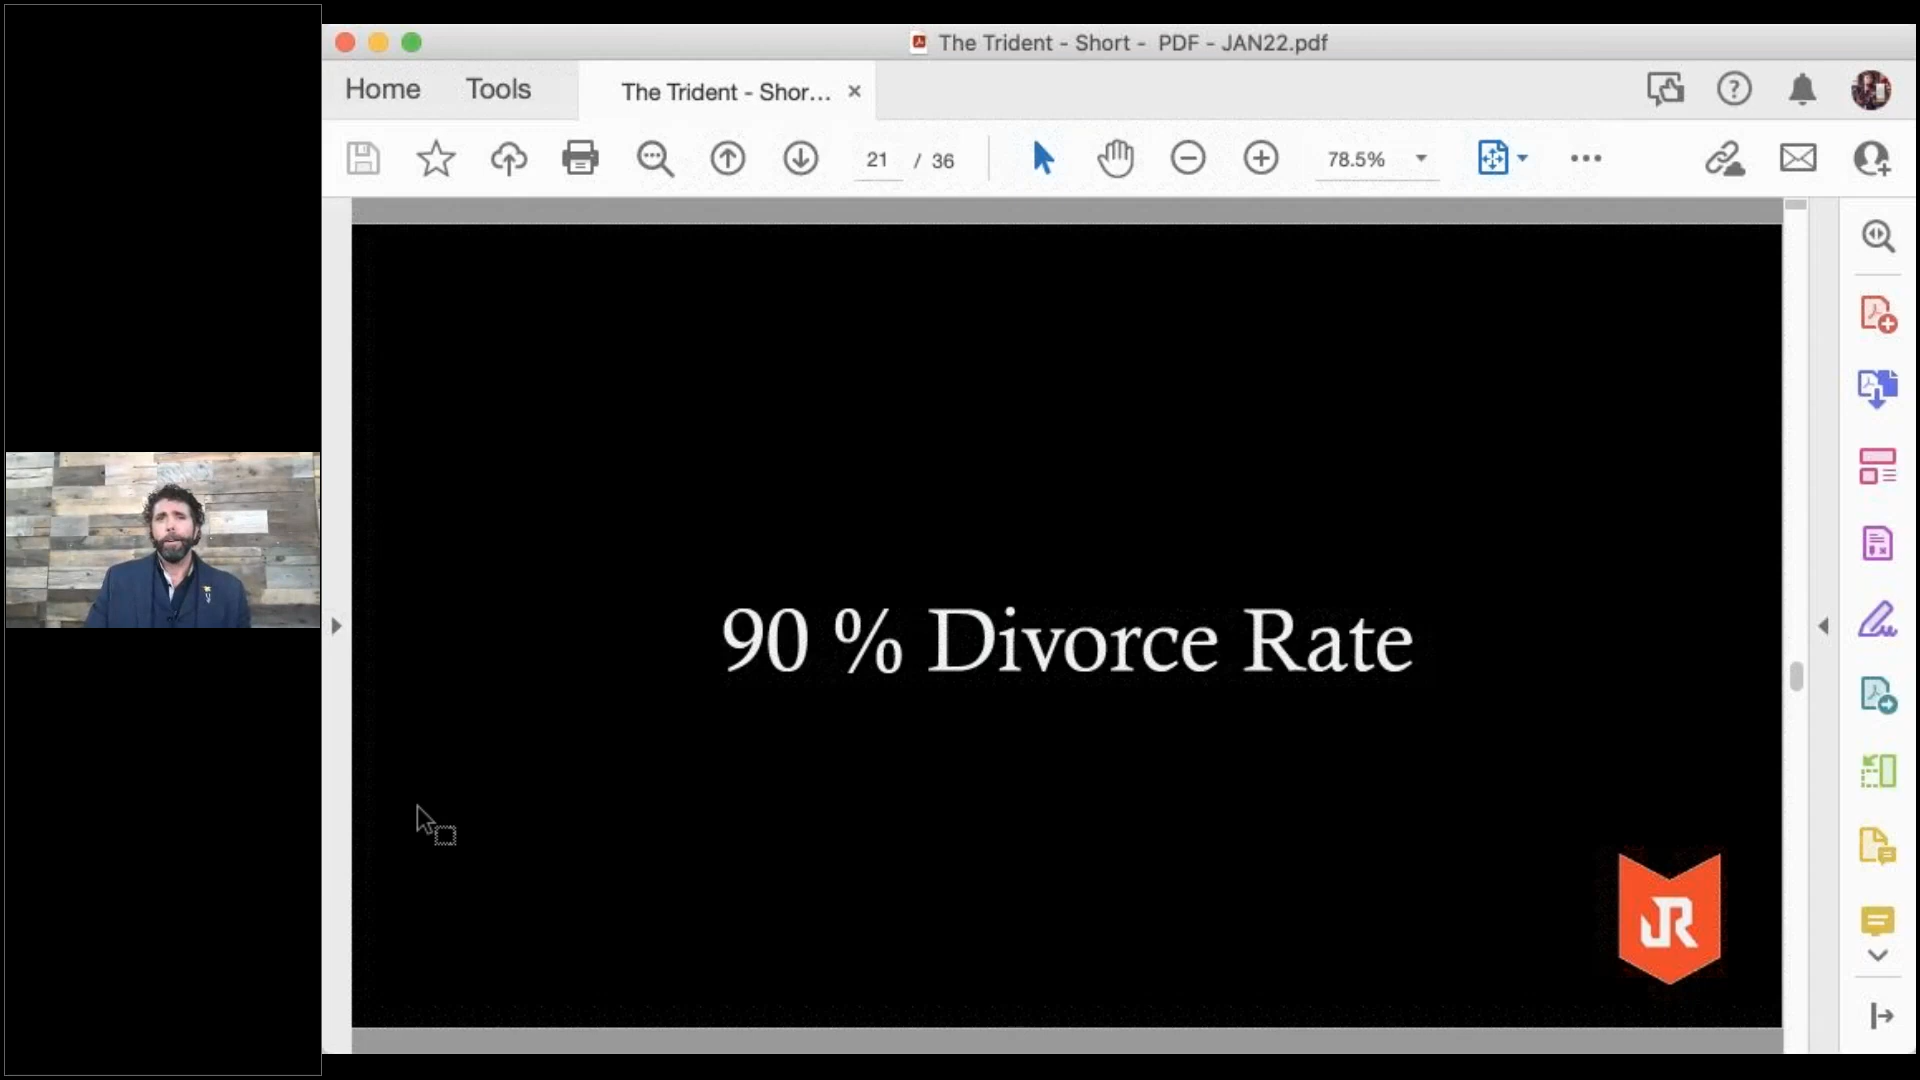 The Trident - Short -  PDF - JAN22.pdf
Home
Tools
The Trident - Shor...
21 / 36
78.5%
90 % Divorce Rate
JR